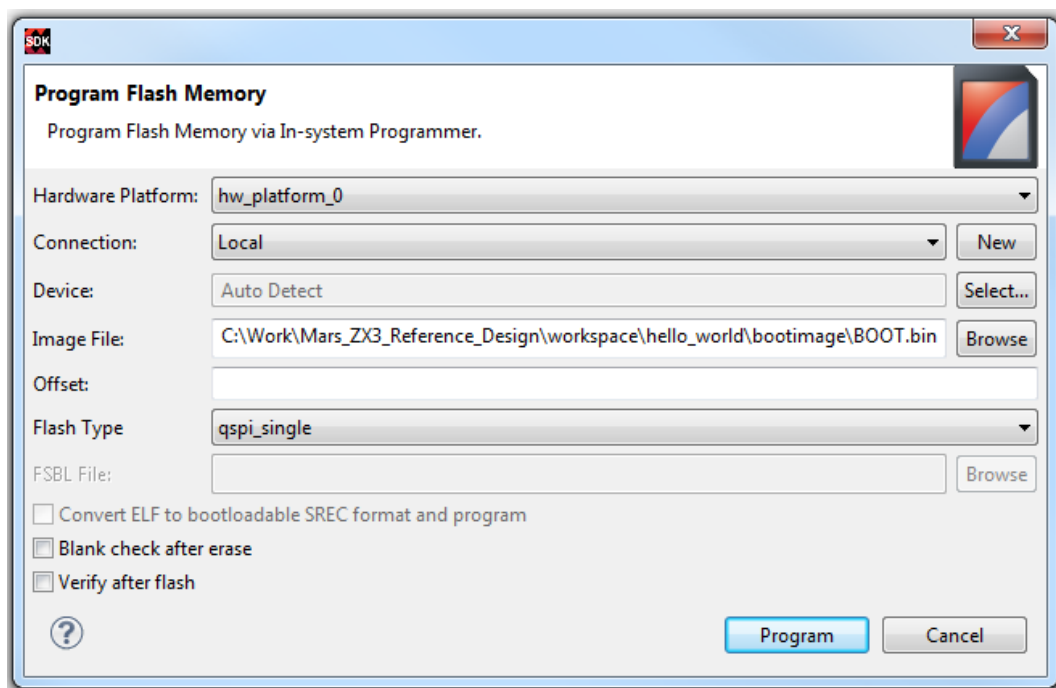 SDK
Program Flash Memory
Program Flash Memory via In-system Programmer.
Hardware Platform: hw_platform_0
Connection: Local New
Device: Auto Detect Select...
Image File: C:\Work\Mars_ZX3_Reference_Design\workspace\hello_world\bootimage\BOOT.bin Browse
Offset:
Flash Type qspi_single
FSBL File: Browse
Convert ELF to bootloadable SREC format and program
Blank check after erase
Verify after flash
? Program Cancel